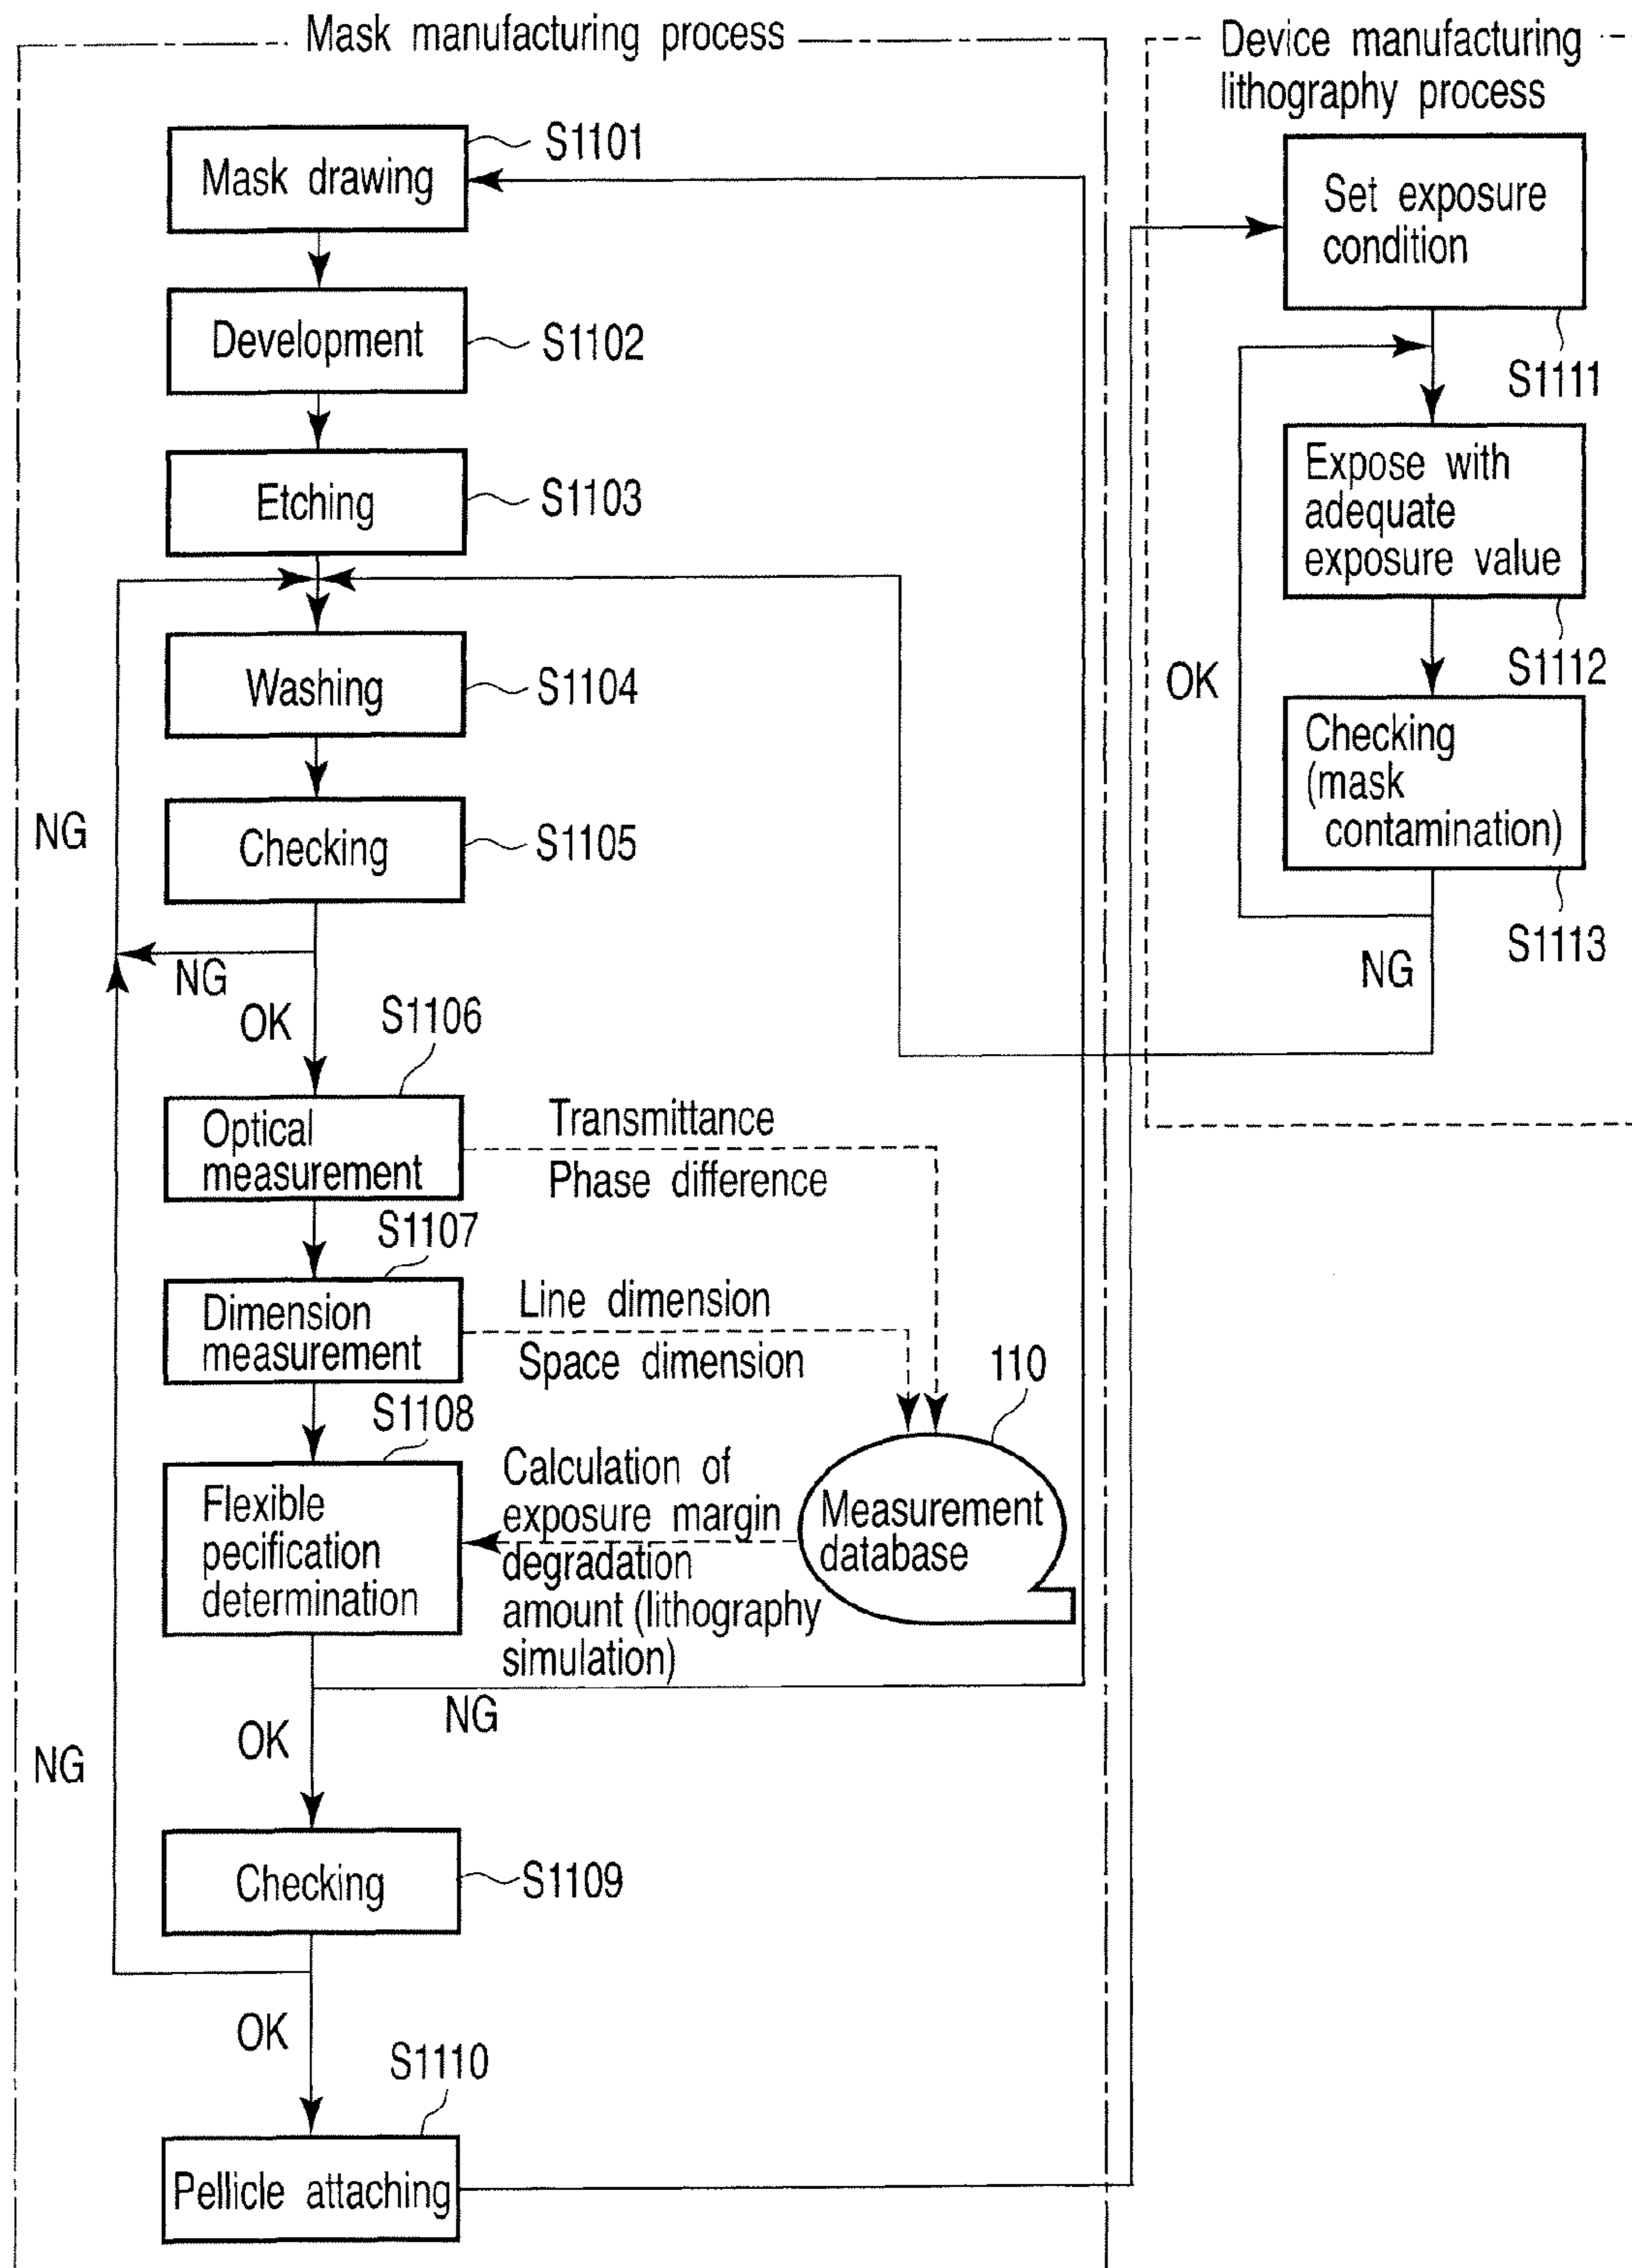 Mask manufacturing process
S1101
Mask drawing
Development
S1102
Etching
S1103
Washing
S1104
NG
Checking
S1105
NG
OK
S1106
Optical
measurement
Transmittance
Phase difference
S1107
Dimension
measurement
Line dimension
Space dimension
S1108
110
Flexible
pecification
determination
Calculation of
exposure margin
degradation
amount (lithography
simulation)
Measurement
database
NG
OK
NG
Checking
S1109
OK
S1110
Pellicle attaching
Device manufacturing
lithography process
Set exposure
condition
S1111
Expose with
adequate
exposure value
S1112
OK
Checking
(mask
contamination)
S1113
NG